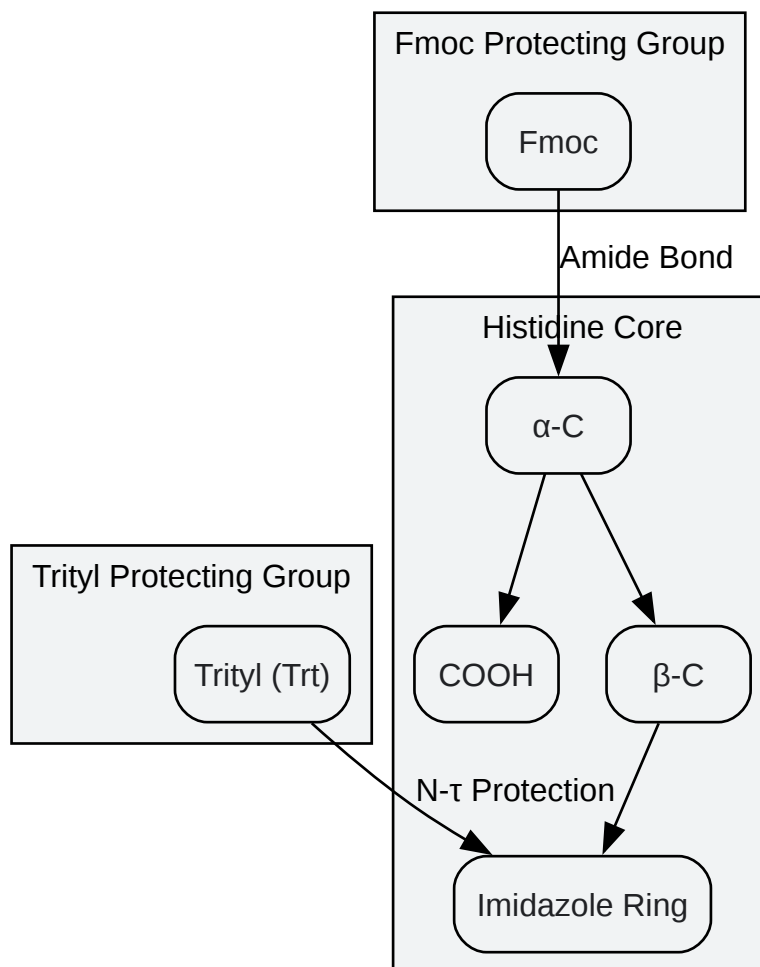 Fmoc Protecting Group
Fmoc
Amide Bond
Histidine Core
α-C
Trityl Protecting Group
Trityl (Trt)
COOH
β-C
N-τ Protection
Imidazole Ring